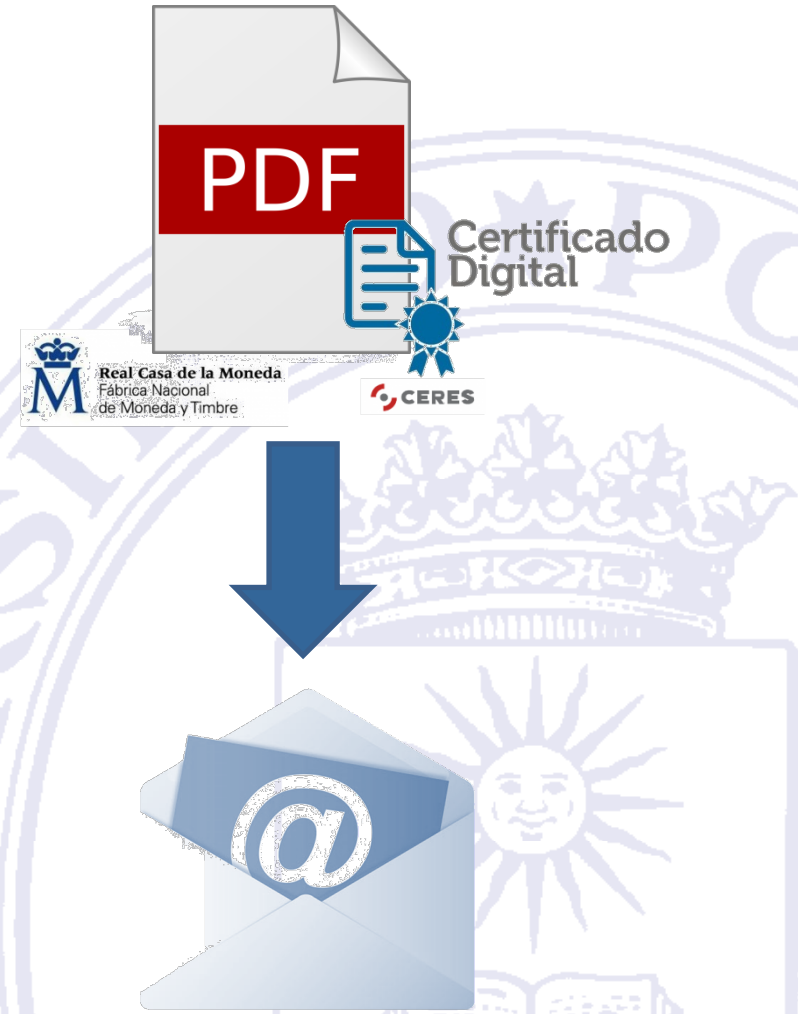 PDF
Certificado
Digital
M
Real Casa de la Moneda
Fábrica Nacional
de Moneda y Timbre
CERES
@